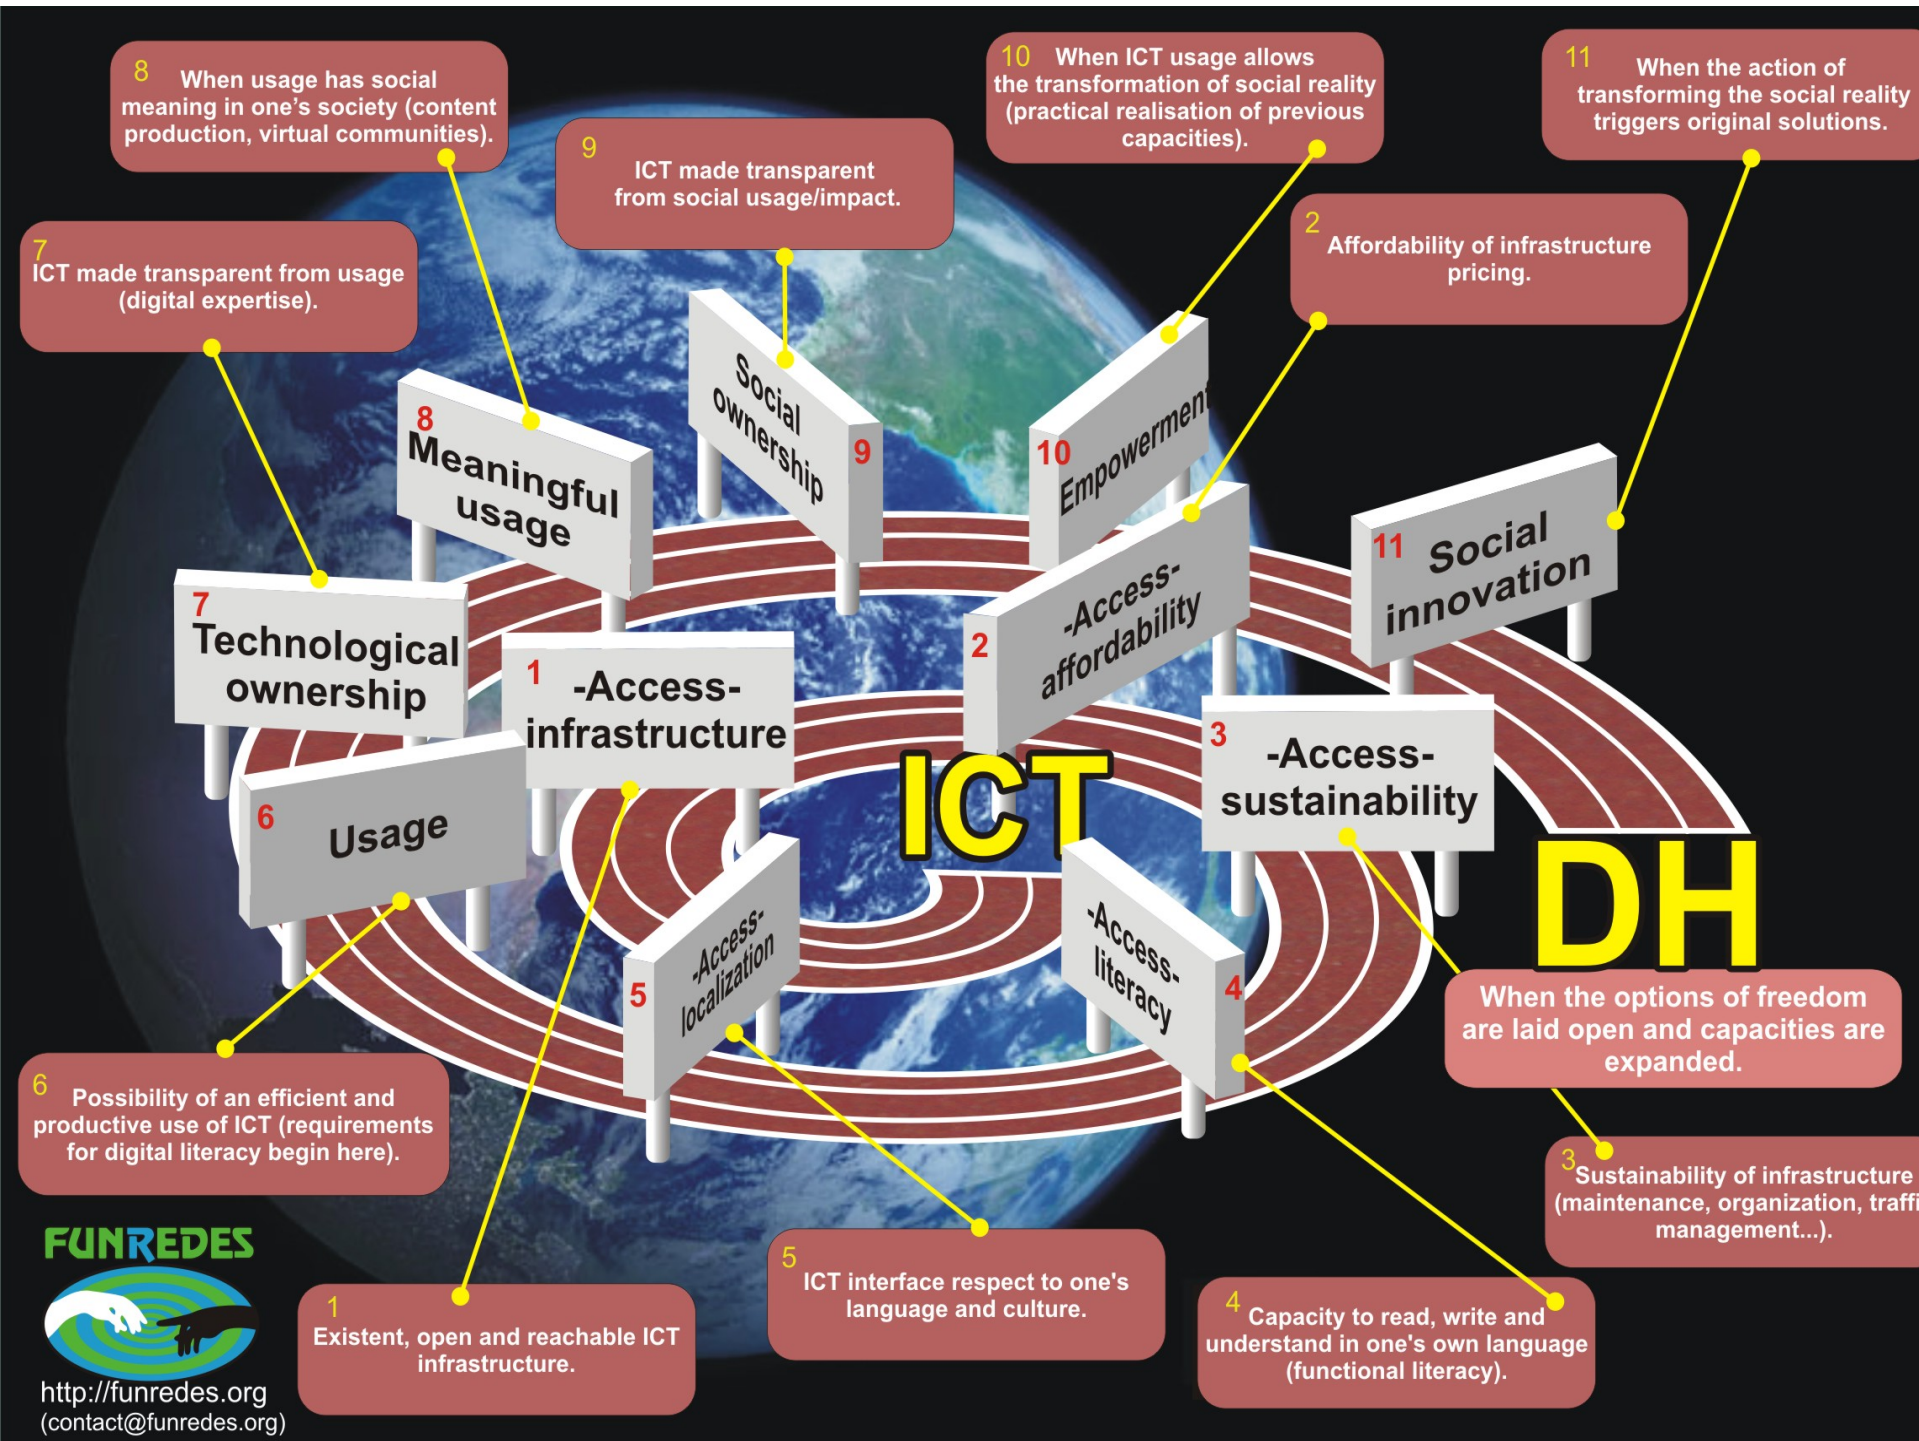 8 When usage has social
meaning in one's society (content
production, virtual communities).
9
ICT made transparent
from social usage/impact.
10 When ICT usage allows
the transformation of social reality
(practical realisation of previous
capacities).
11
When the action of
transforming the social reality
triggers original solutions.
7
ICT made transparent from usage
(digital expertise).
2
Affordability of infrastructure
pricing.
8
Meaningful
usage
Social
ownership
9
10
Empowerment
11 Social
innovation
7
Technological
ownership
1
-Access-
infrastructure
2
-Access-
affordability
3
-Access-
sustainability
6
Usage
ICT
DH
5
-Access-
localization
-Access-
literacy
4
When the options of freedom
are laid open and capacities are
expanded.
6
Possibility of an efficient and
productive use of ICT (requirements
for digital literacy begin here).
3
Sustainability of infrastructure
(maintenance, organization, traffi
management...).
FUNREDES
http://funredes.org
(contact@funredes.org)
1
Existent, open and reachable ICT
infrastructure.
5
ICT interface respect to one's
language and culture.
4 Capacity to read, write and
understand in one's own language
(functional literacy).